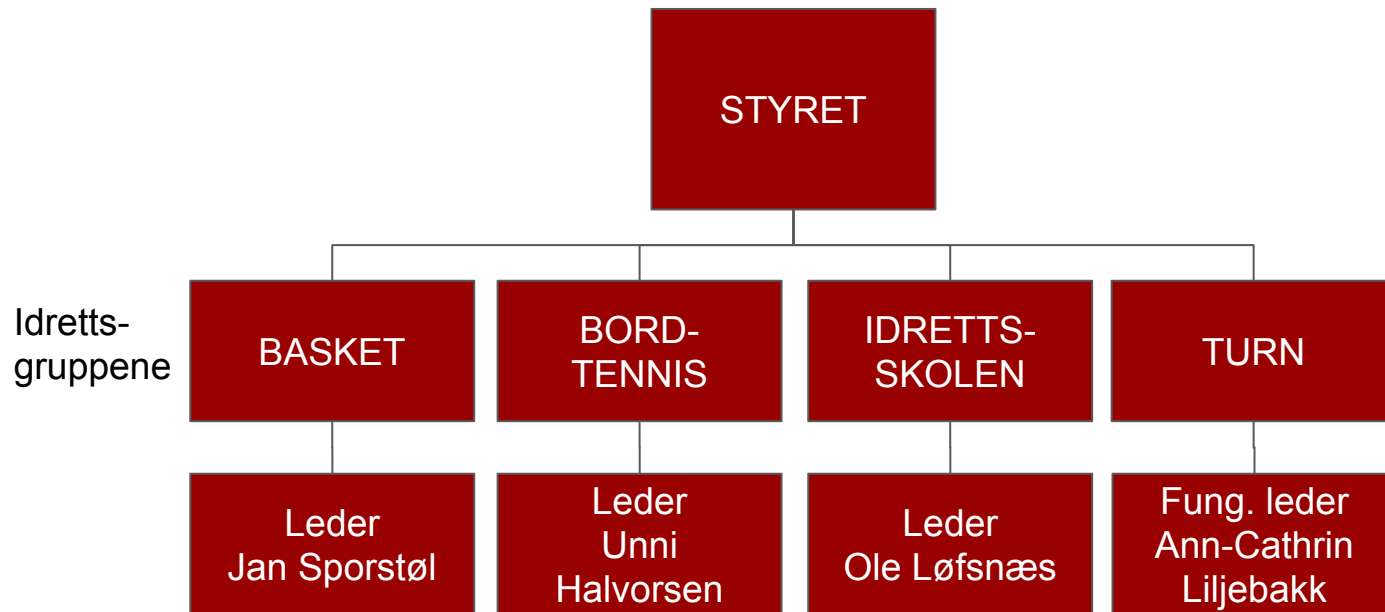 STYRET
Idretts-
gruppene
BASKET
BORD-
TENNIS
IDRETTS-
SKOLEN
TURN
Leder
Jan Sporstøl
Leder
Unni
Halvorsen
Leder
Ole Løfsnæs
Fung. leder
Ann-Cathrin
Liljebakk